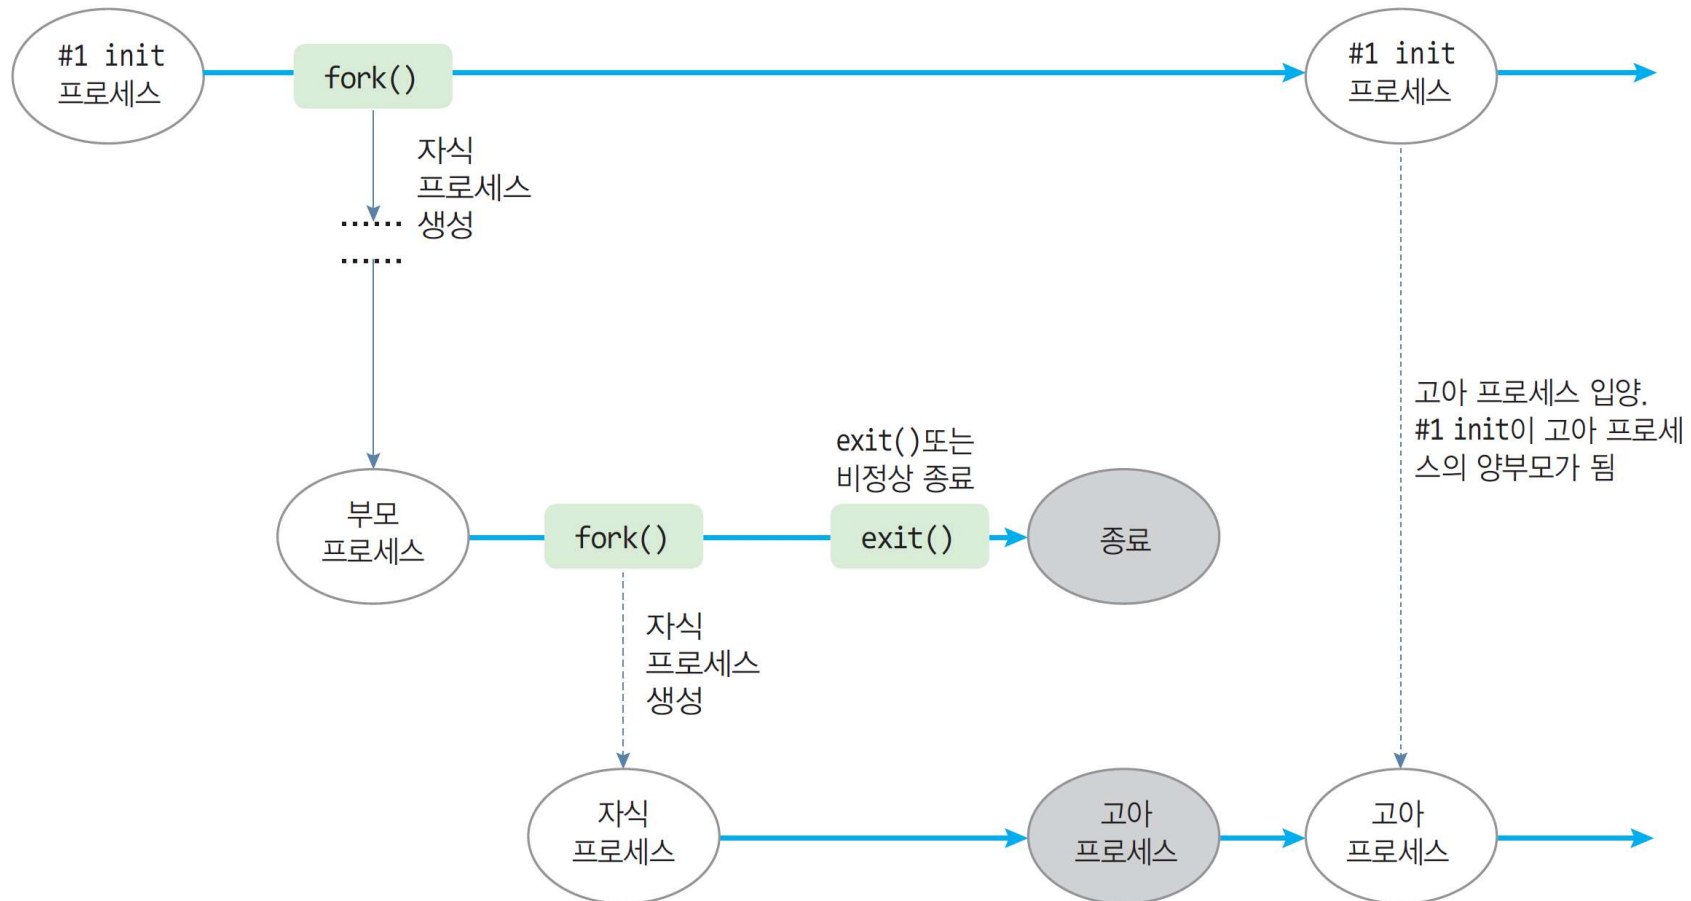 #1 init
프로세스
fork()
#1 init
프로세스
자식
프로세스
생성
고아 프로세스 입양.
#1 init이 고아 프로세
스의 양부모가 됨
exit()또는
비정상 종료
부모
프로세스
fork()
exit()
종료
자식
프로세스
생성
자식
프로세스
고아
프로세스
고아
프로세스